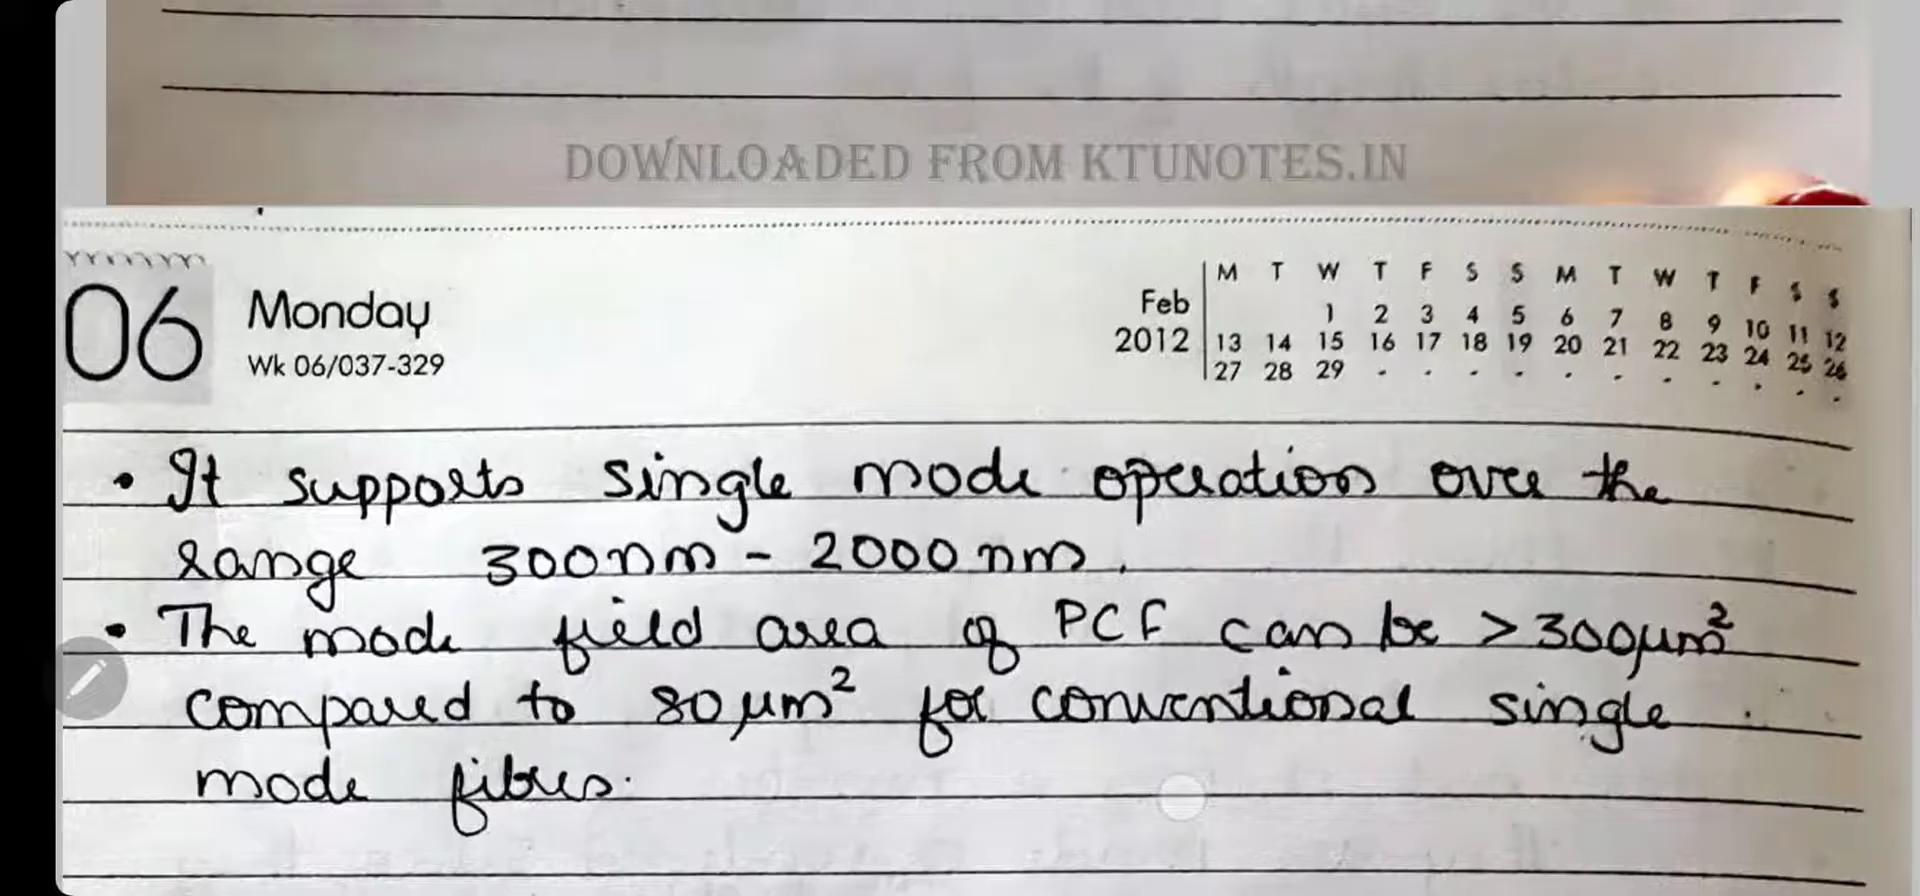 DOWNLOADED FROM KTUNOTES.IN
06 Monday
Wk 06/037-329
Feb 2012
M T W T F S S M T W T F S S
1 2 3 4 5 6 7 8 9 10 11 12
13 14 15 16 17 18 19 20 21 22 23 24 25 26
27 28 29
• It supports single mode operation over the
range 300nm - 2000nm.
• The mode field area of PCF can be >300μm²
compared to 80μm² for conventional single
mode fibres.